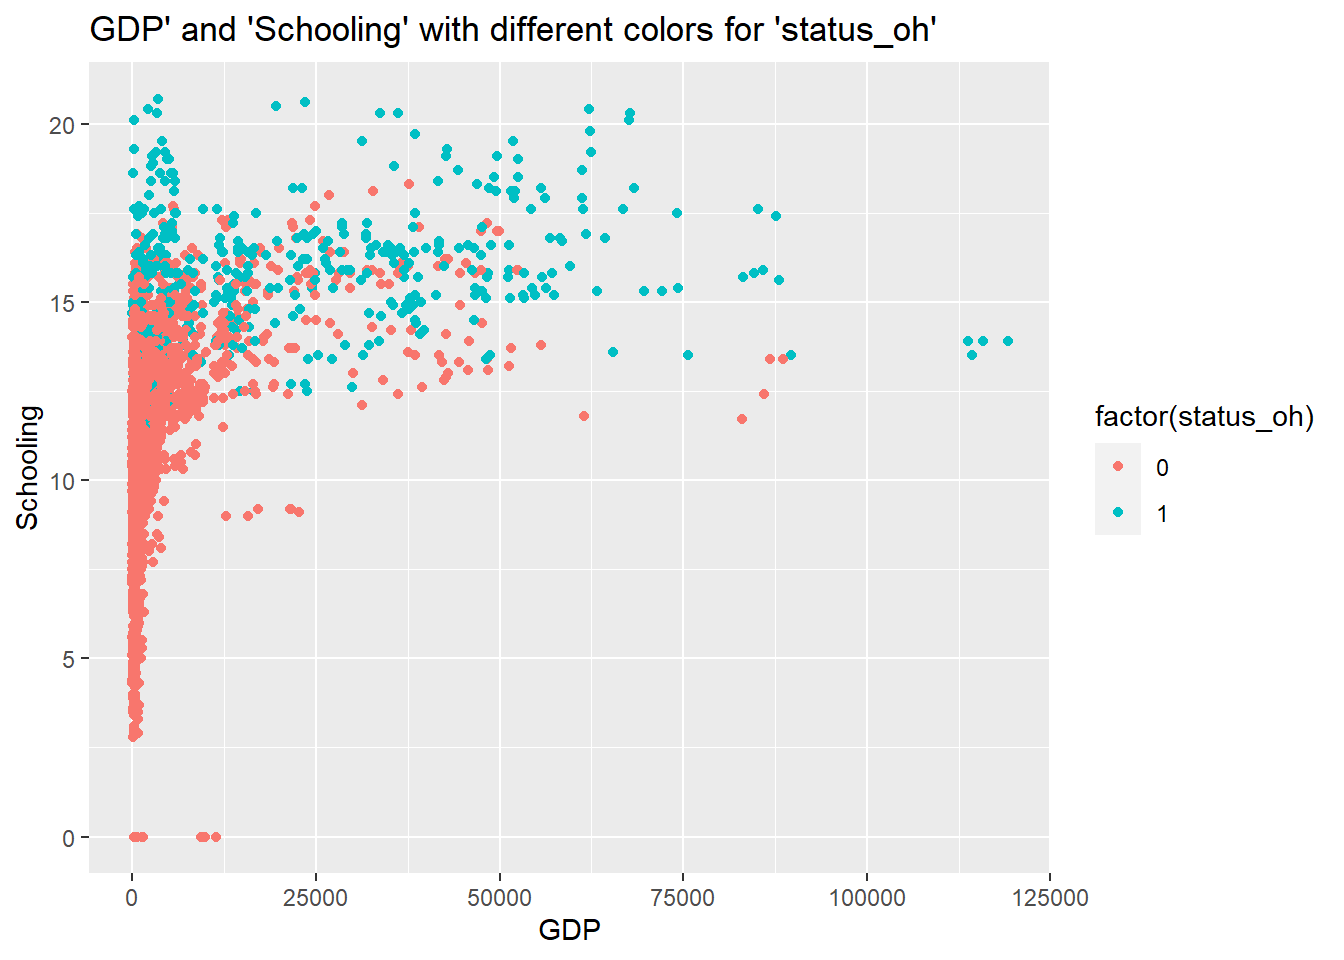 GDP' and 'Schooling' with different colors for 'status_oh'
20
15
10
5
0
Schooling
0 25000 50000 75000 100000 125000
GDP
factor(status_oh)
0
1